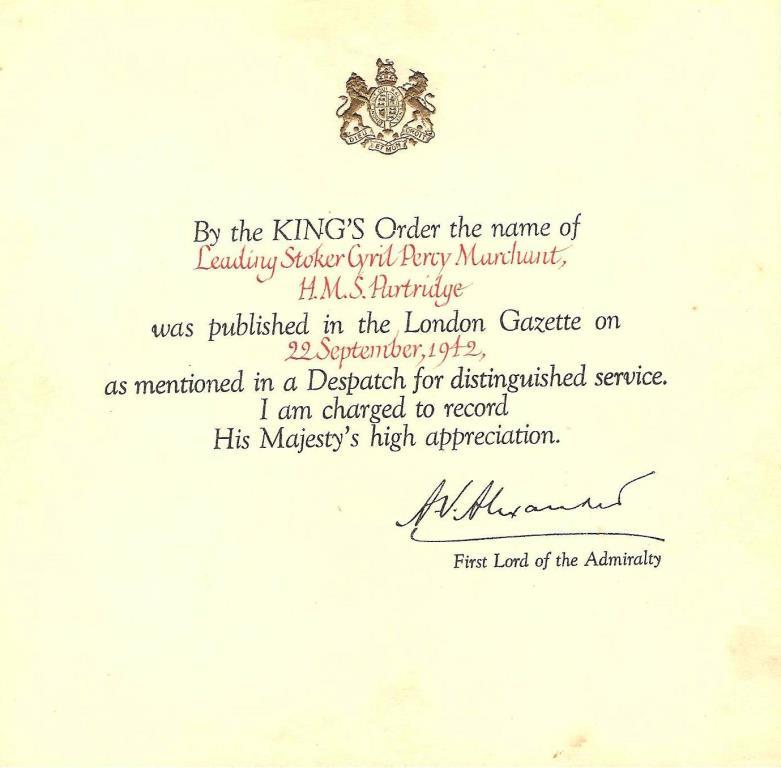 DIEU ET MON DROIT
By the KING'S Order the name of
Leading Stoker Cyril Percy Marchant,
H.M.S. Partridge
was published in the London Gazette on
22 September, 1942,
as mentioned in a Despatch for distinguished service.
I am charged to record
His Majesty's high appreciation.
A.V. Alexander
First Lord of the Admiralty